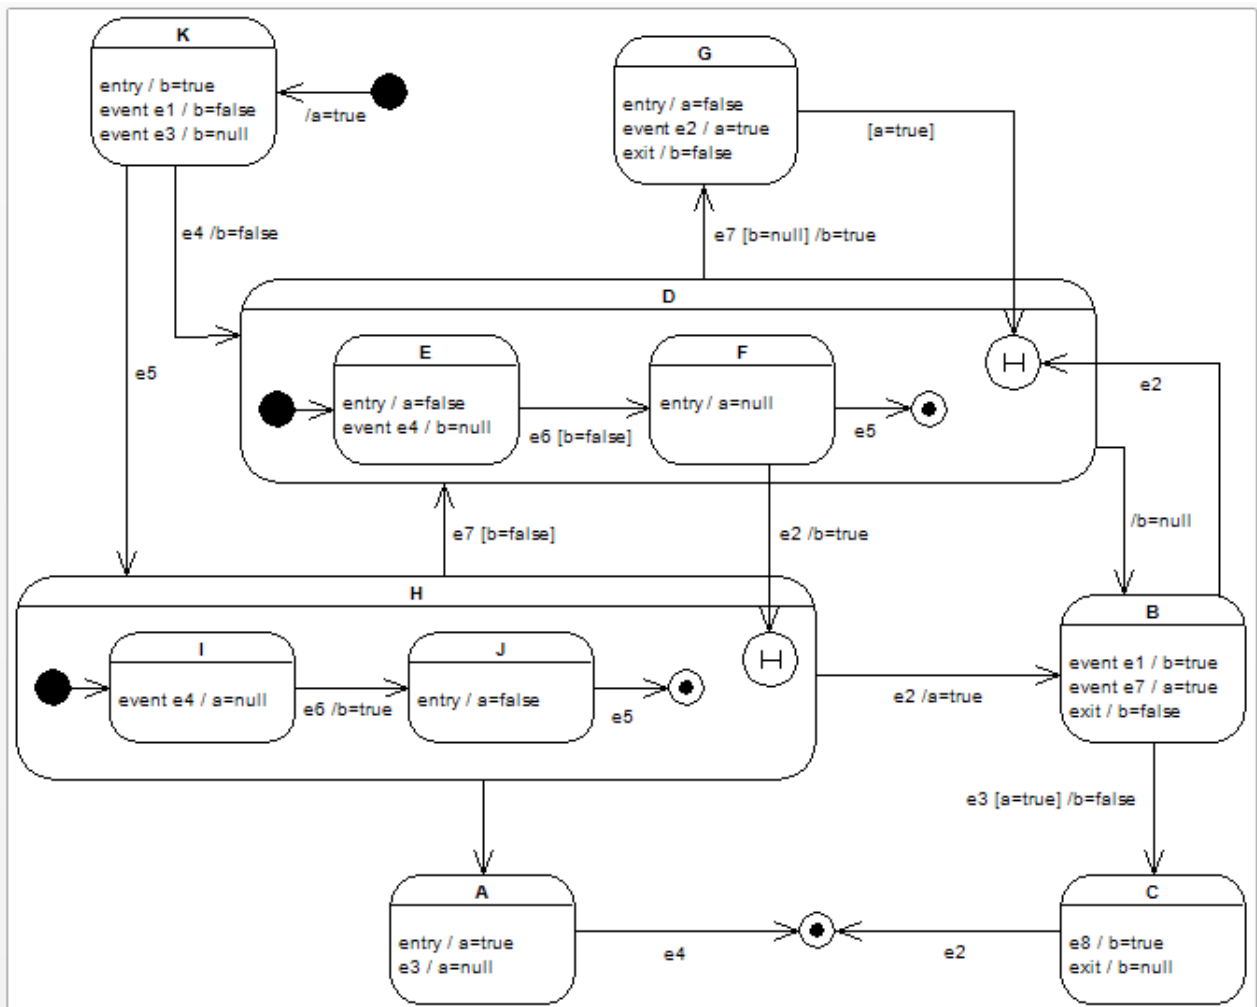 K
entry / b=true
event e1 / b=false
event e3 / b=null
/a=true
G
entry / a=false
event e2 / a=true
exit / b=false
[a=true]
e4 /b=false
e7 [b=null] /b=true
D
E
entry / a=false
event e4 / b=null
e6 [b=false]
F
entry / a=null
e5
H
e2
e5
e7 [b=false]
e2 /b=true
/b=null
H
I
event e4 / a=null
e6 /b=true
J
entry / a=false
e5
H
e2 /a=true
B
event e1 / b=true
event e7 / a=true
exit / b=false
e3 [a=true] /b=false
A
entry / a=true
e3 / a=null
e4
e2
C
e8 / b=true
exit / b=null